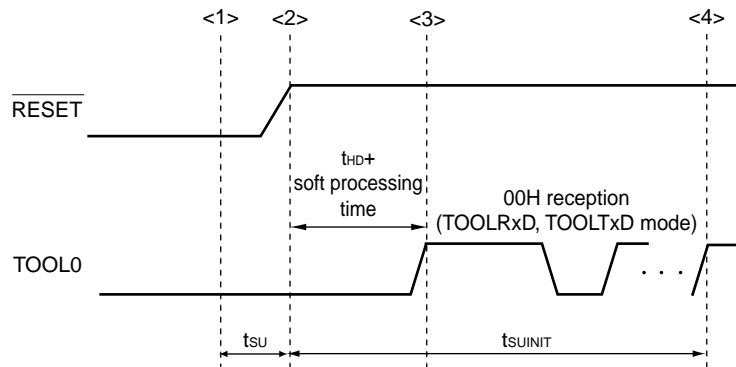 <1> <2> <3> <4>
RESET
tHD+
soft processing
time
00H reception
(TOOLRxD, TOOLTxD mode)
TOOL0
. . .
tSU
tSUINIT